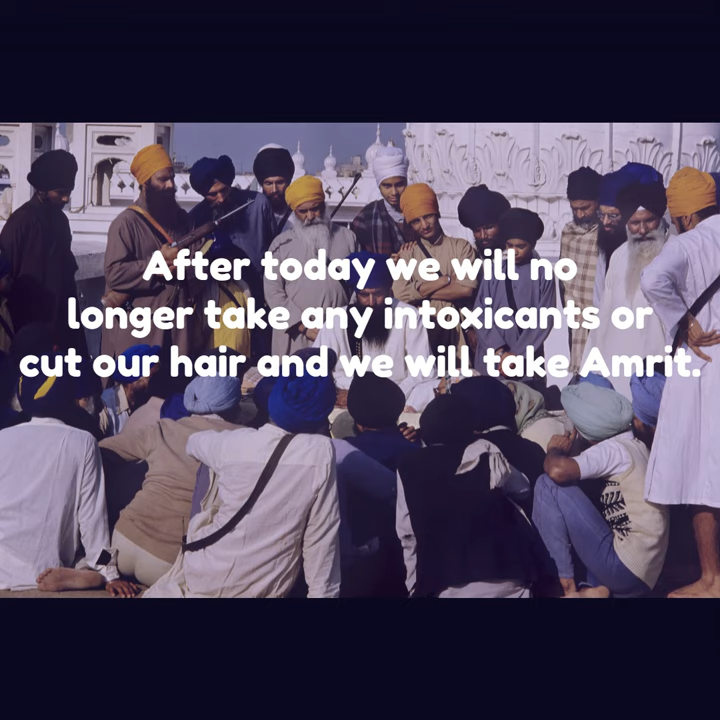 After today we will no
longer take any intoxicants or
cut our hair and we will take Amrit.